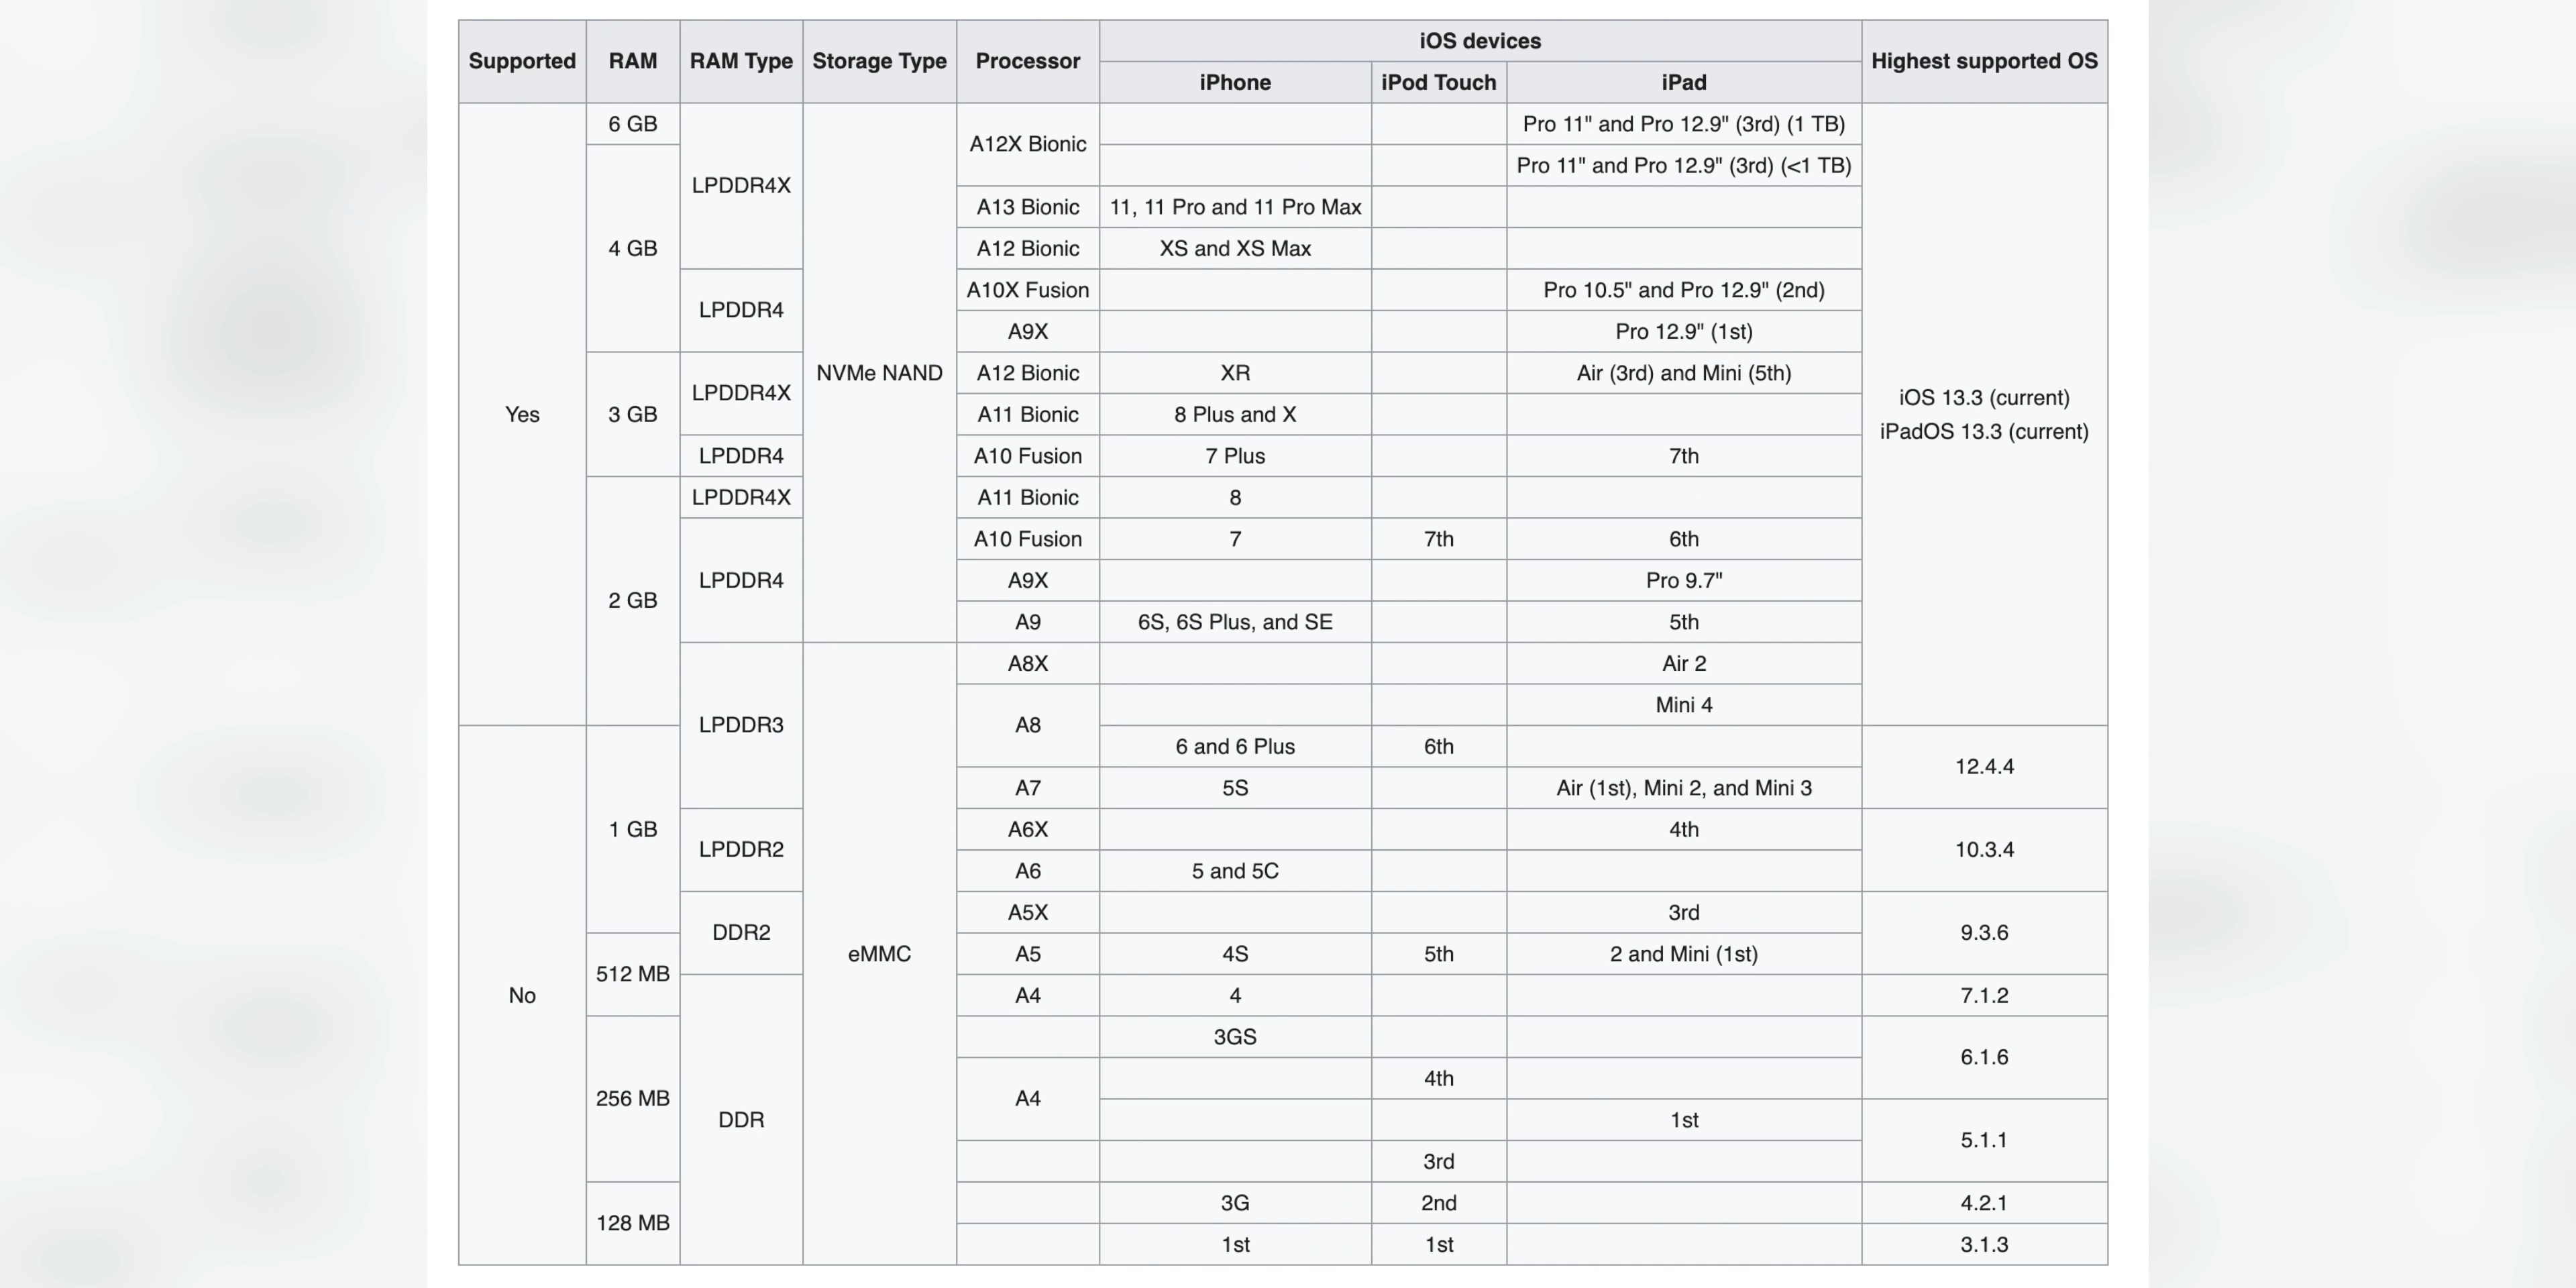 Supported RAM RAM Type Storage Type Processor iOS devices Highest supported OS
iPhone iPod Touch iPad
Yes 6 GB LPDDR4X NVMe NAND A12X Bionic Pro 11" and Pro 12.9" (3rd) (1 TB) iOS 13.3 (current)
iPadOS 13.3 (current)
4 GB Pro 11" and Pro 12.9" (3rd) (<1 TB)
A13 Bionic 11, 11 Pro and 11 Pro Max
A12 Bionic XS and XS Max
LPDDR4 A10X Fusion Pro 10.5" and Pro 12.9" (2nd)
A9X Pro 12.9" (1st)
3 GB LPDDR4X A12 Bionic XR Air (3rd) and Mini (5th)
A11 Bionic 8 Plus and X
LPDDR4 A10 Fusion 7 Plus 7th
2 GB LPDDR4X A11 Bionic 8
LPDDR4 A10 Fusion 7 7th 6th
A9X Pro 9.7"
A9 6S, 6S Plus, and SE 5th
LPDDR3 eMMC A8X Air 2
A8 Mini 4
No 1 GB 6 and 6 Plus 6th 12.4.4
A7 5S Air (1st), Mini 2, and Mini 3
LPDDR2 A6X 4th 10.3.4
A6 5 and 5C
DDR2 A5X 3rd 9.3.6
512 MB A5 4S 5th 2 and Mini (1st)
DDR A4 4 7.1.2
256 MB 3GS 6.1.6
A4 4th
1st 5.1.1
3rd
128 MB 3G 2nd 4.2.1
1st 1st 3.1.3